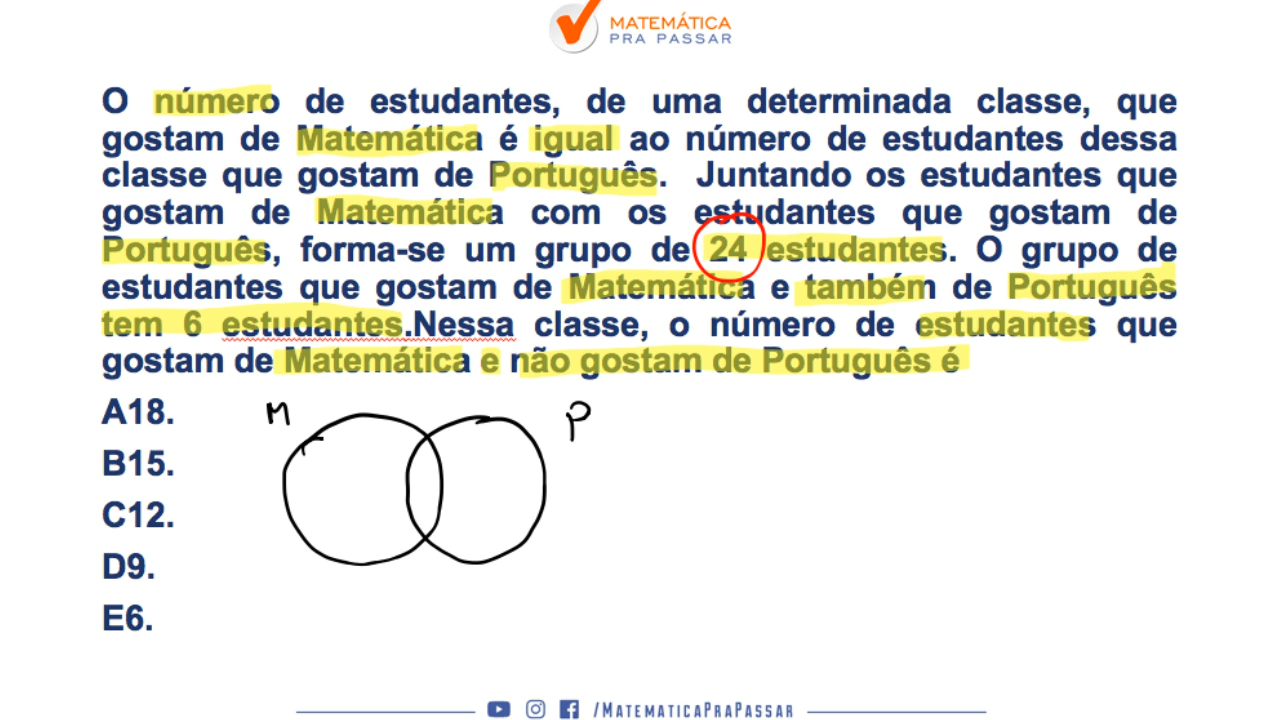 MATEMÁTICA
PRA PASSAR
O número de estudantes, de uma determinada classe, que
gostam de Matemática é igual ao número de estudantes dessa
classe que gostam de Português. Juntando os estudantes que
gostam de Matemática com os estudantes que gostam de
Português, forma-se um grupo de 24 estudantes. O grupo de
estudantes que gostam de Matemática e também de Português
tem 6 estudantes.Nessa classe, o número de estudantes que
gostam de Matemática e não gostam de Português é
A18.
M
P
B15.
C12.
D9.
E6.
/MATEMATICAPRAPASSAR